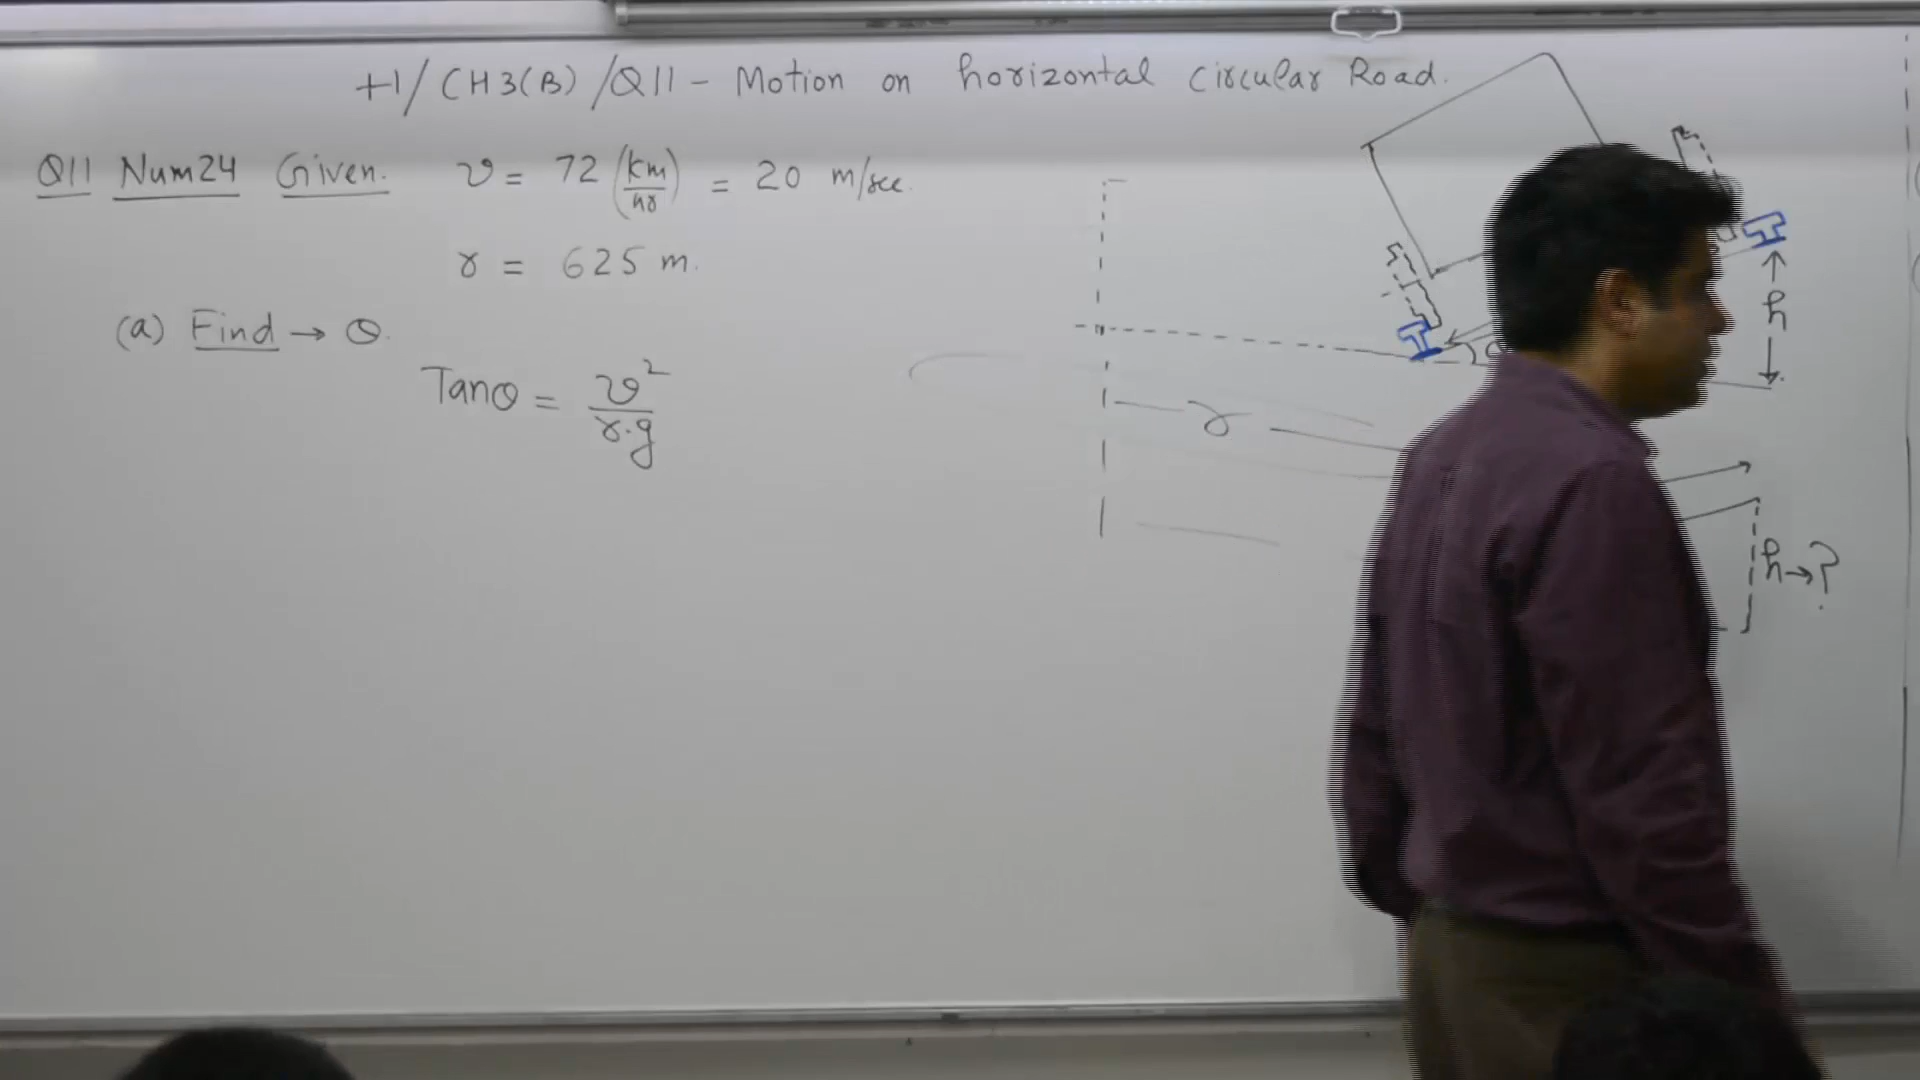 +1/CH3(B)/Q11 - Motion on horizontal Circular Road.
Q11 Num24 Given. v = 72 (km/hr) = 20 m/sec.
r = 625 m.
(a) Find → θ.
Tanθ = v²/r.g
h
r
h→?